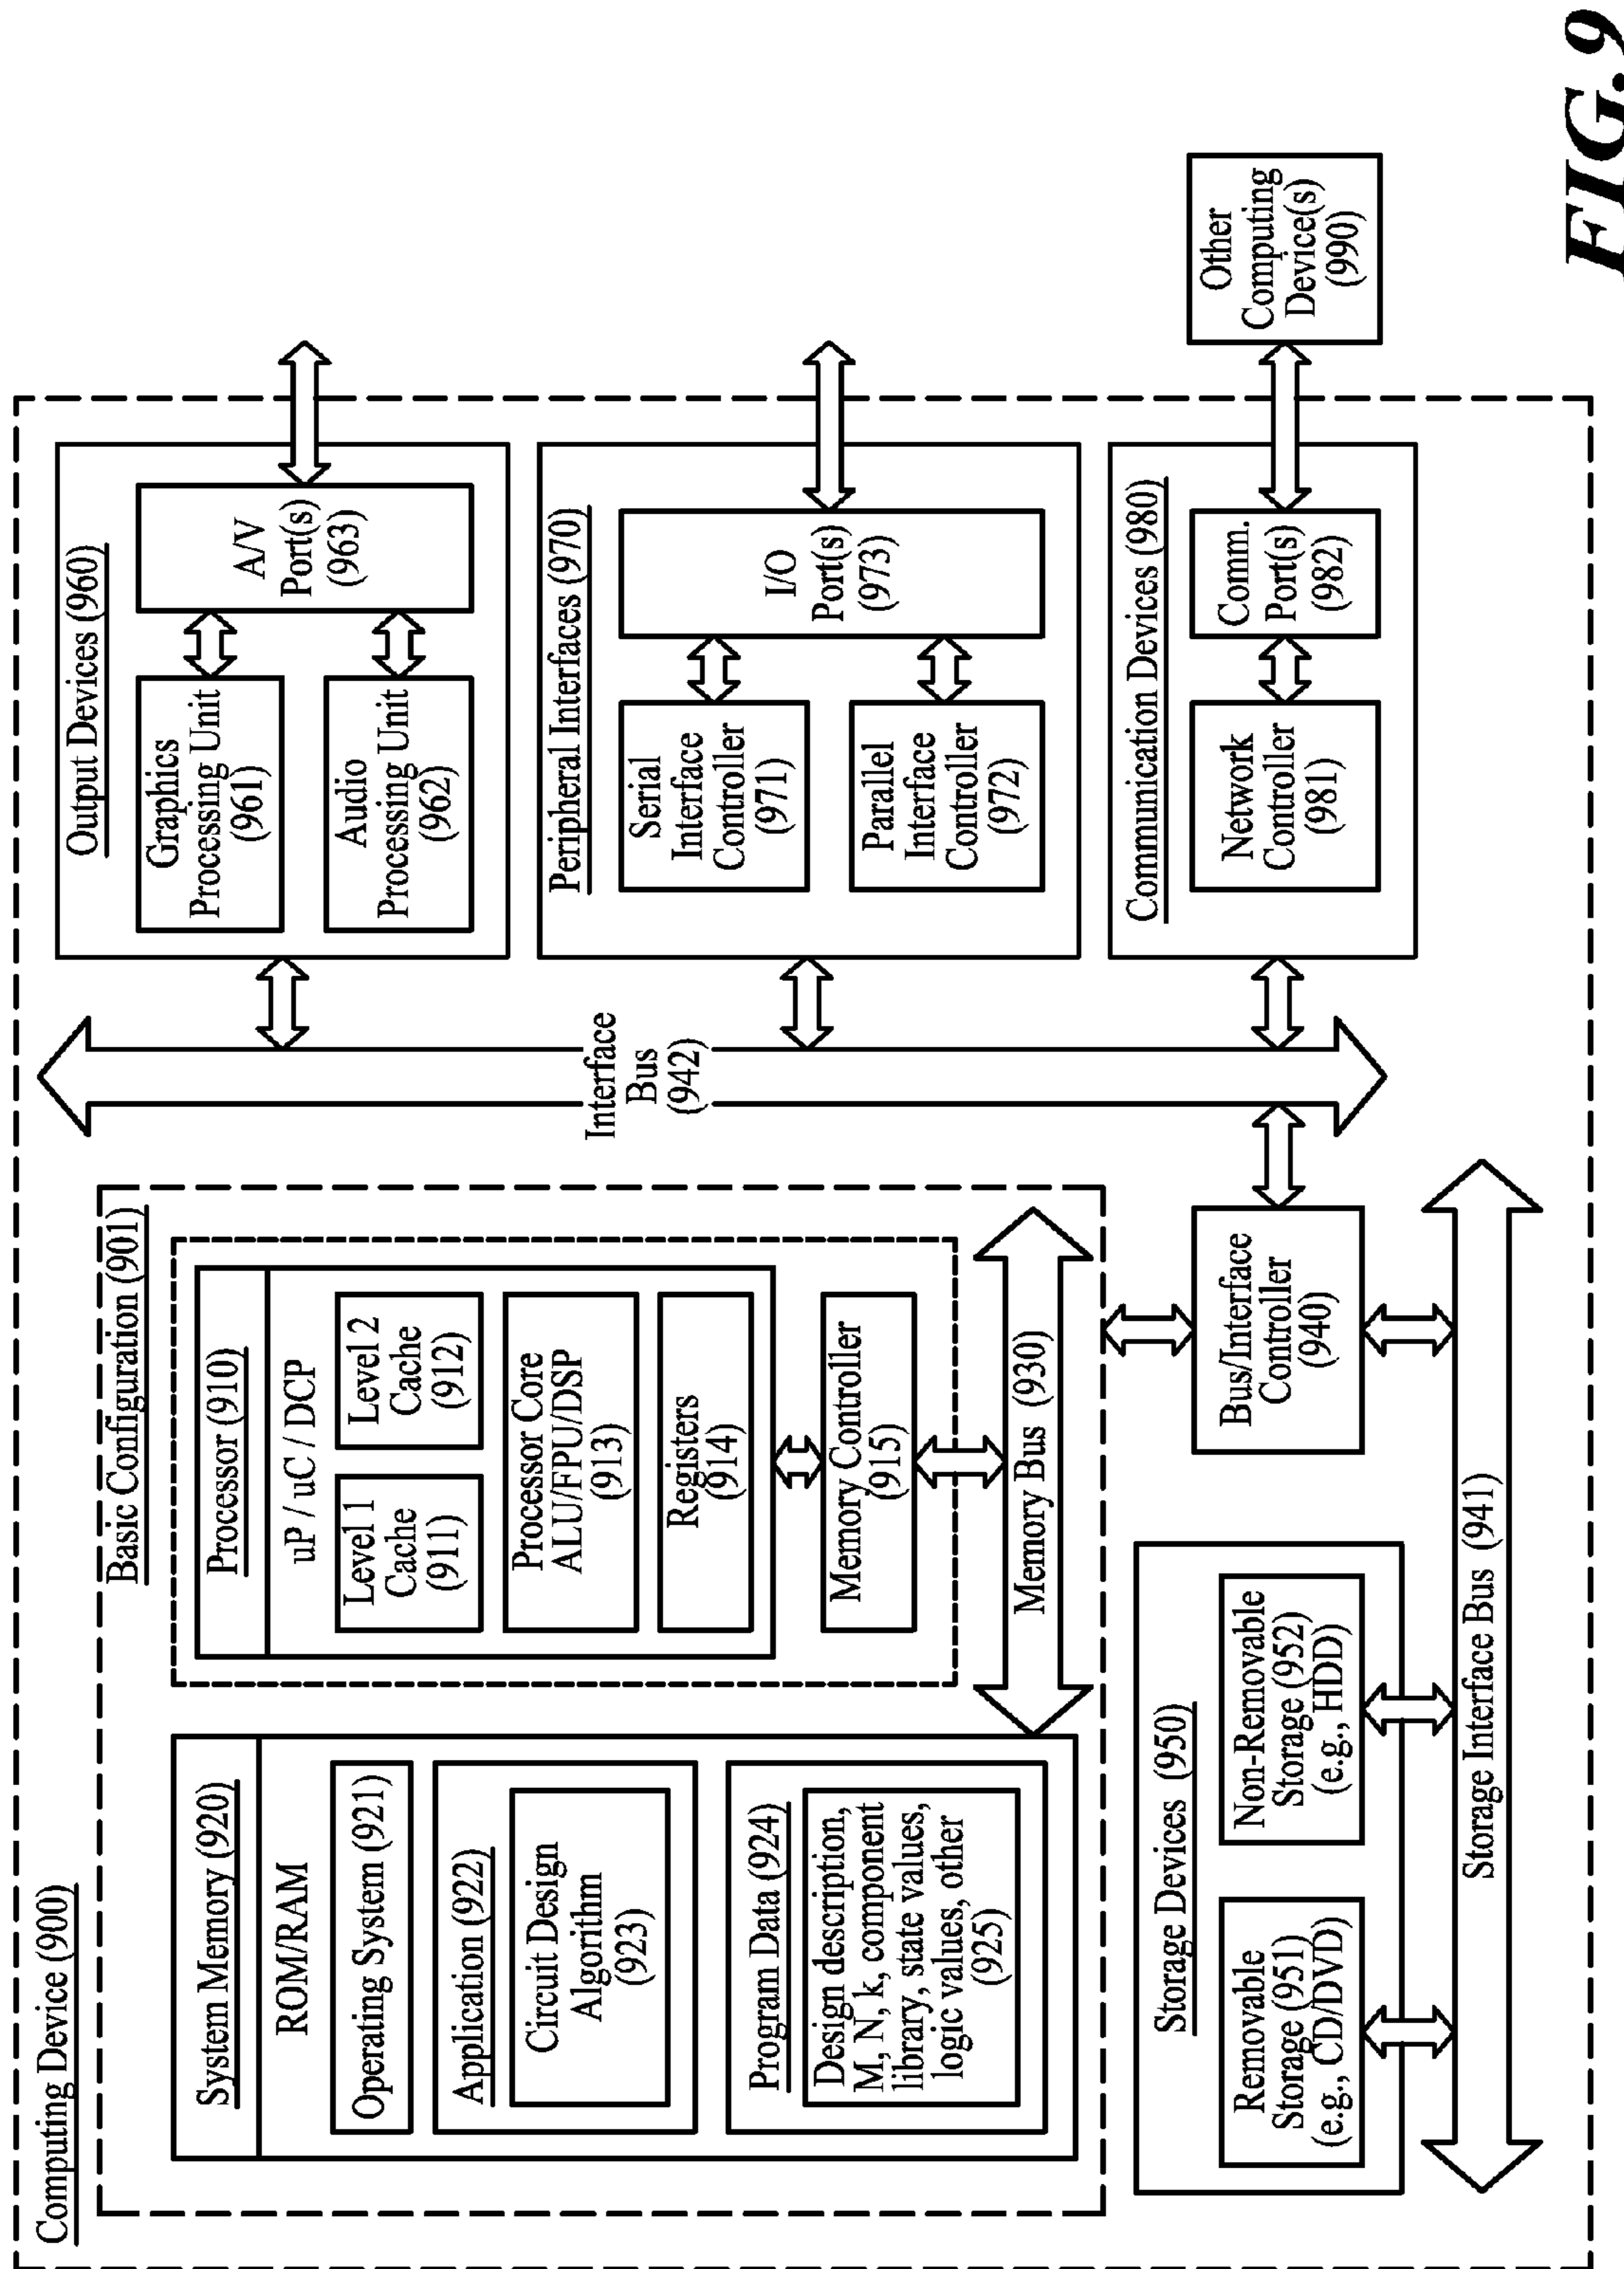 Computing Device (900)
Basic Configuration (901)
System Memory (920)
ROM/RAM
Operating System (921)
Application (922)
Circuit Design
Algorithm
(923)
Program Data (924)
Design description,
M, N, k, component
library, state values,
logic values, other
(925)
Processor (910)
uP / uC / DCP
Level 1
Cache
(911)
Level 2
Cache
(912)
Processor Core
ALU/FPU/DSP
(913)
Registers
(914)
Memory Controller
(915)
Memory Bus (930)
Bus/Interface
Controller
(940)
Storage Devices (950)
Removable
Storage (951)
(e.g., CD/DVD)
Non-Removable
Storage (952)
(e.g., HDD)
Storage Interface Bus (941)
Interface
Bus
(942)
Output Devices (960)
Graphics
Processing Unit
(961)
Audio
Processing Unit
(962)
A/V
Port(s)
(963)
Peripheral Interfaces (970)
Serial
Interface
Controller
(971)
Parallel
Interface
Controller
(972)
I/O
Port(s)
(973)
Communication Devices (980)
Network
Controller
(981)
Comm.
Port(s)
(982)
Other
Computing
Device(s)
(990)
FIG.9